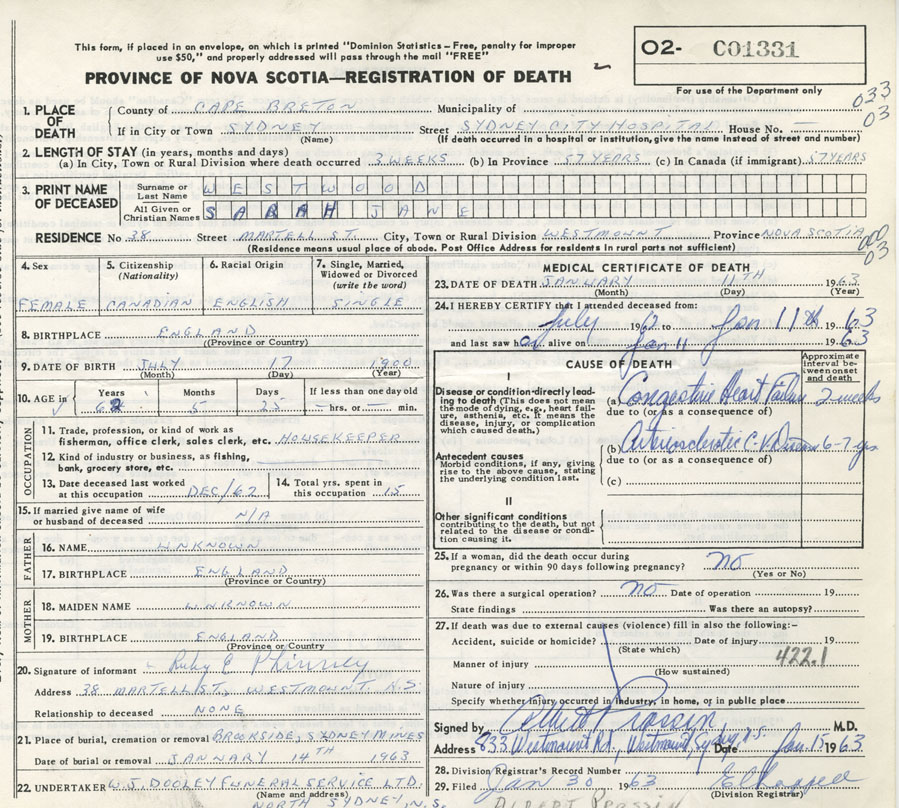 This form, if placed in an envelope, on which is printed "Dominion Statistics – Free, penalty for improper
use $50," and properly addressed will pass through the mail "FREE"
O2- C01331
PROVINCE OF NOVA SCOTIA—REGISTRATION OF DEATH
For use of the Department only
033
03
1. PLACE OF DEATH
County of CAPE BRETON Municipality of
If in City or Town SYDNEY Street SYDNEY CITY HOSPITAL House No. —
(Name) (If death occurred in a hospital or institution, give the name instead of street and number)
2. LENGTH OF STAY (in years, months and days)
(a) In City, Town or Rural Division where death occurred 3 WEEKS (b) In Province 57 YEARS (c) In Canada (if immigrant) 57 YEARS
3. PRINT NAME OF DECEASED
Surname or Last Name WESTWOOD
All Given or Christian Names SARAH JANE
RESIDENCE No 38 Street MARTELL ST. City, Town or Rural Division WESTMOUNT Province NOVA SCOTIA
(Residence means usual place of abode. Post Office Address for residents in rural parts not sufficient)
000
03
4. Sex 5. Citizenship (Nationality) 6. Racial Origin 7. Single, Married, Widowed or Divorced (write the word)
FEMALE CANADIAN ENGLISH SINGLE
8. BIRTHPLACE ENGLAND
(Province or Country)
9. DATE OF BIRTH JULY 17 1900
(Month) (Day) (Year)
10. AGE in Years Months Days If less than one day old
62 5 25 — hrs. or — min.
OCCUPATION
11. Trade, profession, or kind of work as
fisherman, office clerk, sales clerk, etc. HOUSEKEEPER
12. Kind of industry or business, as fishing,
bank, grocery store, etc.
13. Date deceased last worked
at this occupation DEC/62
14. Total yrs. spent in
this occupation 15
15. If married give name of wife
or husband of deceased N/A
FATHER
16. NAME UNKNOWN
17. BIRTHPLACE ENGLAND
(Province or Country)
MOTHER
18. MAIDEN NAME UNKNOWN
19. BIRTHPLACE ENGLAND
(Province or Country
20. Signature of informant Ruby E Phinney
Address 38 MARTELL ST., WESTMOUNT N.S
Relationship to deceased NONE
21. Place of burial, cremation or removal BROOKSIDE, SYDNEY MINES
Date of burial or removal JANUARY 14TH 1963
22. UNDERTAKER W. J. DOOLEY FUNERAL SERVICE LTD.
(Name and address)
NORTH SYDNEY, N.S.
MEDICAL CERTIFICATE OF DEATH
23. DATE OF DEATH JANUARY 11TH 1963
(Month) (Day) (Year)
24. I HEREBY CERTIFY that I attended deceased from:
July 1962 to Jan 11th 1963
and last saw h alive on Jan 11 1963
CAUSE OF DEATH
Approximate interval between onset and death
I
Disease or condition directly leading to death (This does not mean
the mode of dying, e.g., heart failure, asthenia, etc. It means the
disease, injury, or complication
which caused death.)
(a) Congestive Heart Failure 2 weeks
due to (or as a consequence of)
Antecedent causes
Morbid conditions, if any, giving
rise to the above cause, stating
the underlying condition last.
(b) Arteriosclerotic C.V. Disease 6-7 yrs
due to (or as a consequence of)
(c)
II
Other significant conditions
contributing to the death, but not
related to the disease or condition causing it.
25. If a woman, did the death occur during
pregnancy or within 90 days following pregnancy? NO
(Yes or No)
26. Was there a surgical operation? NO Date of operation 19
State findings Was there an autopsy?
27. If death was due to external causes (violence) fill in also the following:-
Accident, suicide or homicide? Date of injury 19
(State which)
422.1
Manner of injury
(How sustained)
Nature of injury
Specify whether injury occurred in industry, in home, or in public place
Signed by Albert Prossin M.D.
Address 833 Westmount Rd., Westmount, Sydney N.S. Date Jan. 15 1963
28. Division Registrar's Record Number
29. Filed Jan 30 1963
(Division Registrar)
ALBERT PROSSIN